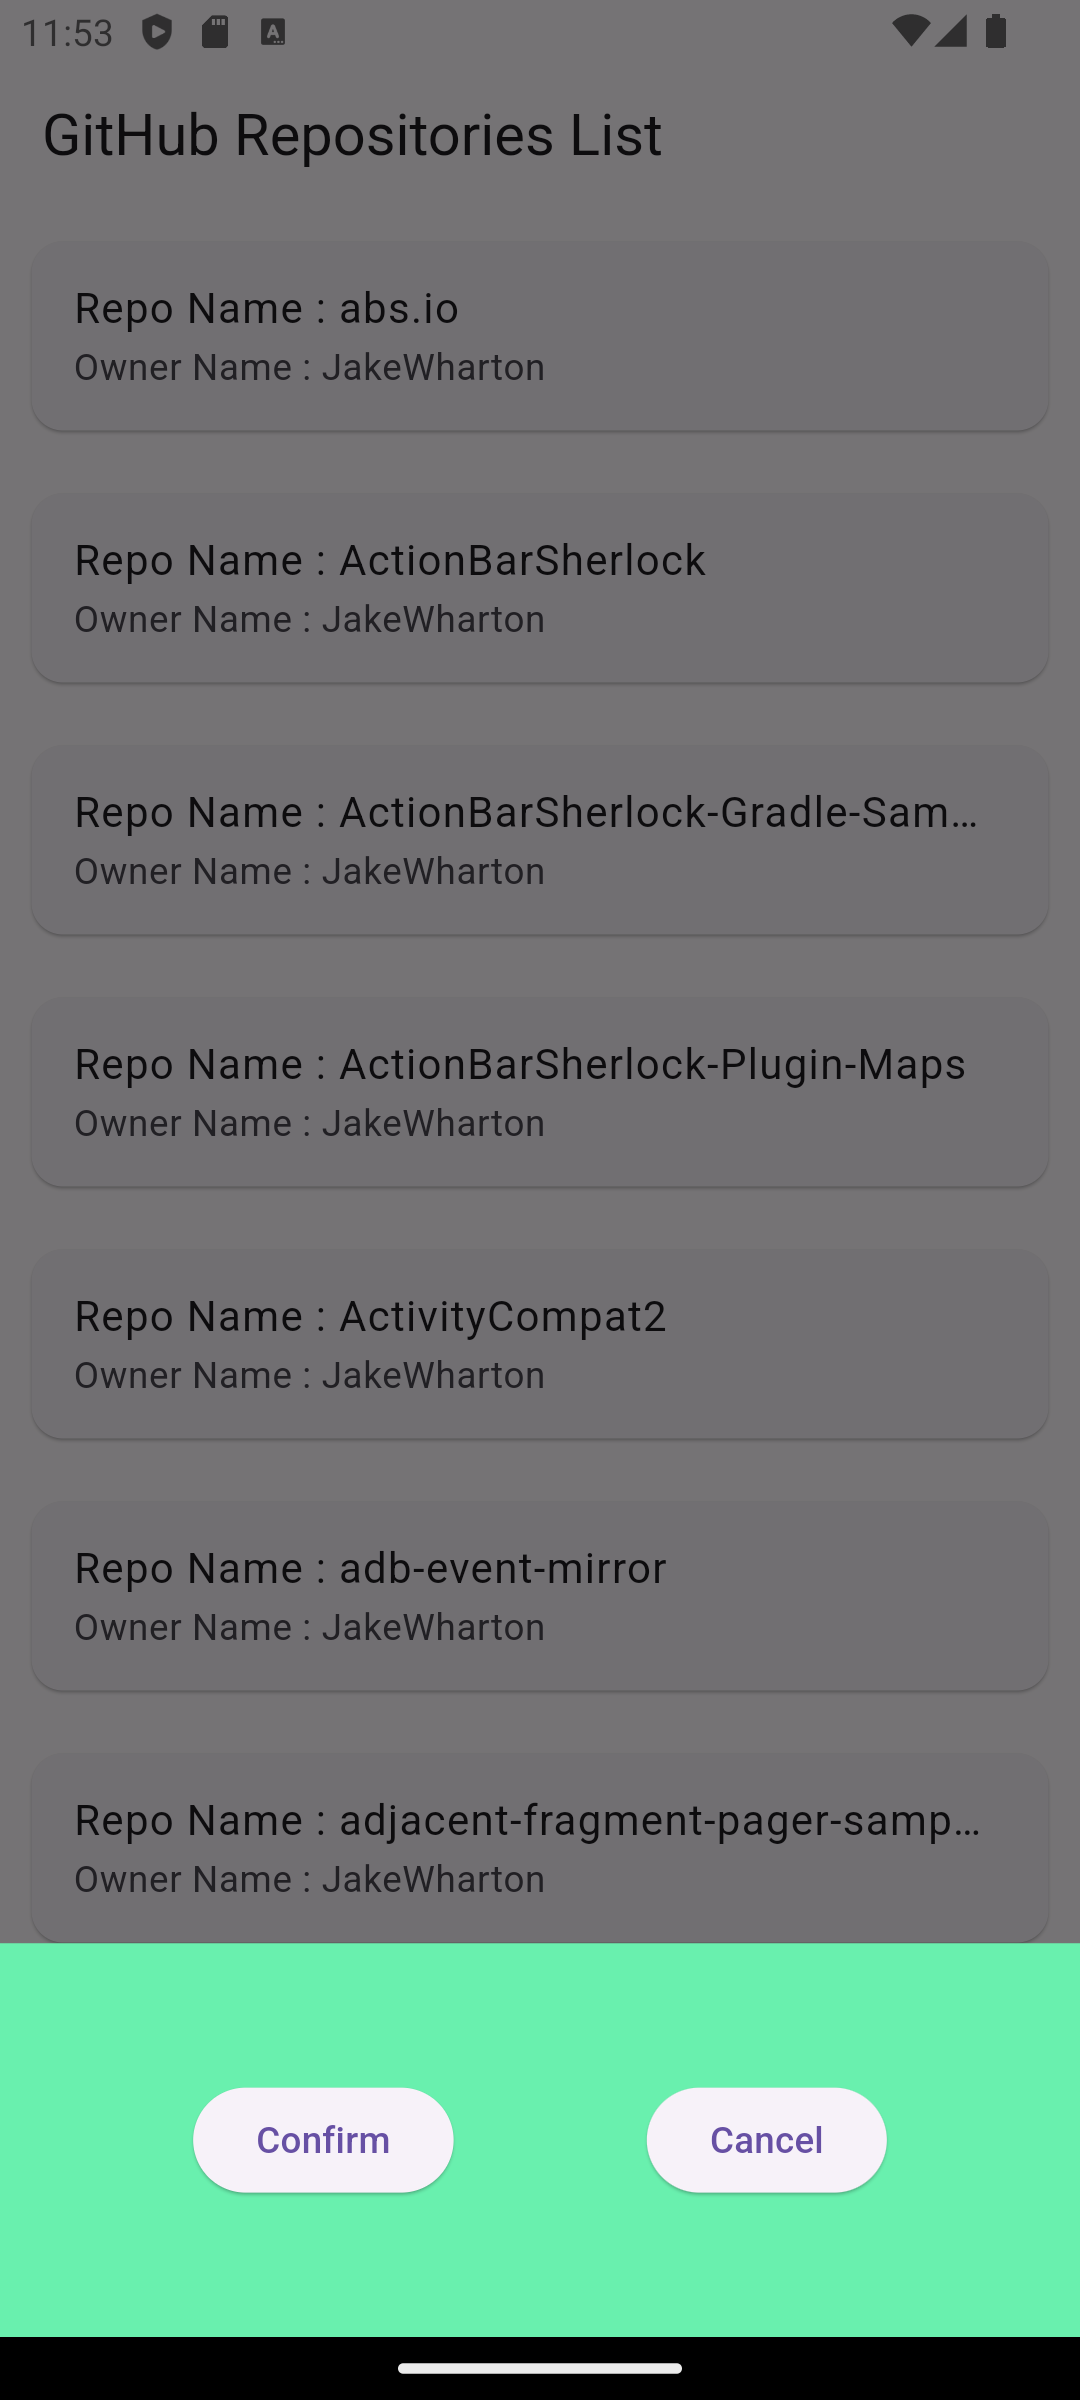 11:53
GitHub Repositories List
Repo Name : abs.io
Owner Name : JakeWharton
Repo Name : ActionBarSherlock
Owner Name : JakeWharton
Repo Name : ActionBarSherlock-Gradle-Sam…
Owner Name : JakeWharton
Repo Name : ActionBarSherlock-Plugin-Maps
Owner Name : JakeWharton
Repo Name : ActivityCompat2
Owner Name : JakeWharton
Repo Name : adb-event-mirror
Owner Name : JakeWharton
Repo Name : adjacent-fragment-pager-samp…
Owner Name : JakeWharton
Confirm
Cancel